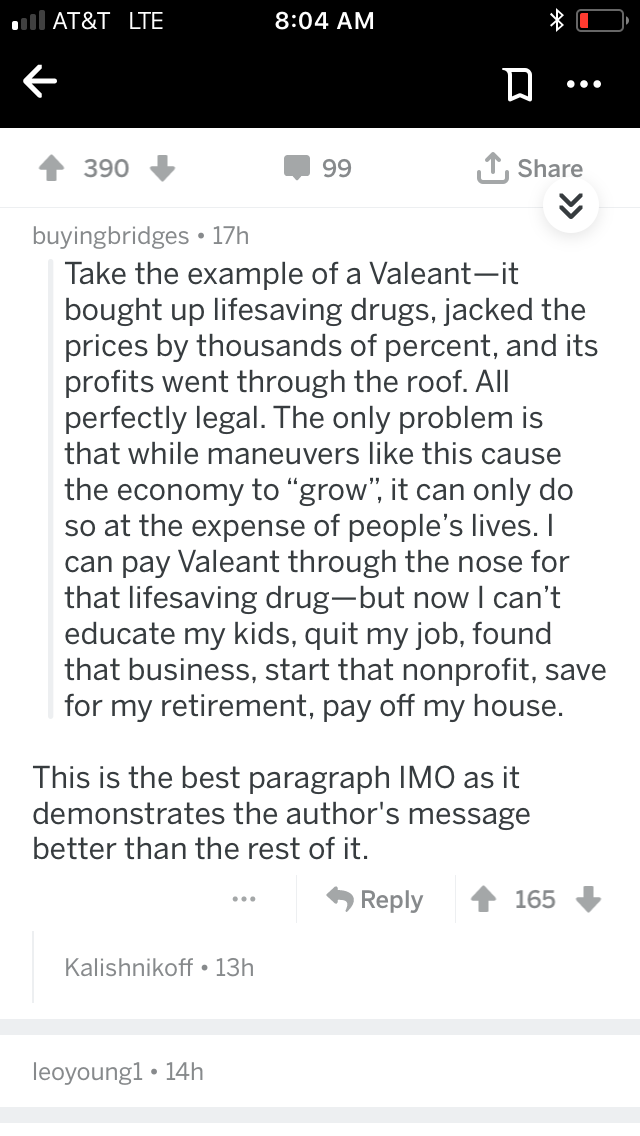 AT&T LTE 8:04 AM
390 99 Share
buyingbridges • 17h
Take the example of a Valeant—it
bought up lifesaving drugs, jacked the
prices by thousands of percent, and its
profits went through the roof. All
perfectly legal. The only problem is
that while maneuvers like this cause
the economy to “grow”, it can only do
so at the expense of people’s lives. I
can pay Valeant through the nose for
that lifesaving drug—but now I can’t
educate my kids, quit my job, found
that business, start that nonprofit, save
for my retirement, pay off my house.
This is the best paragraph IMO as it
demonstrates the author's message
better than the rest of it.
Reply 165
Kalishnikoff • 13h
leoyoung1 • 14h